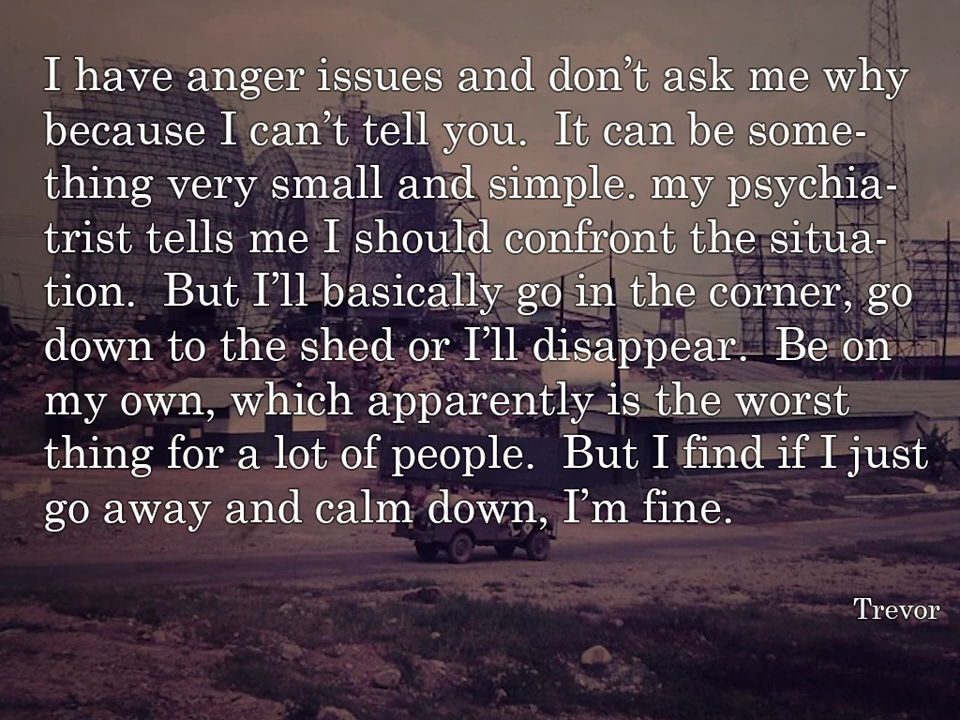 I have anger issues and don’t ask me why
because I can’t tell you.  It can be some-
thing very small and simple. my psychia-
trist tells me I should confront the situa-
tion.  But I’ll basically go in the corner, go
down to the shed or I’ll disappear.  Be on
my own, which apparently is the worst
thing for a lot of people.  But I find if I just
go away and calm down, I’m fine.
Trevor